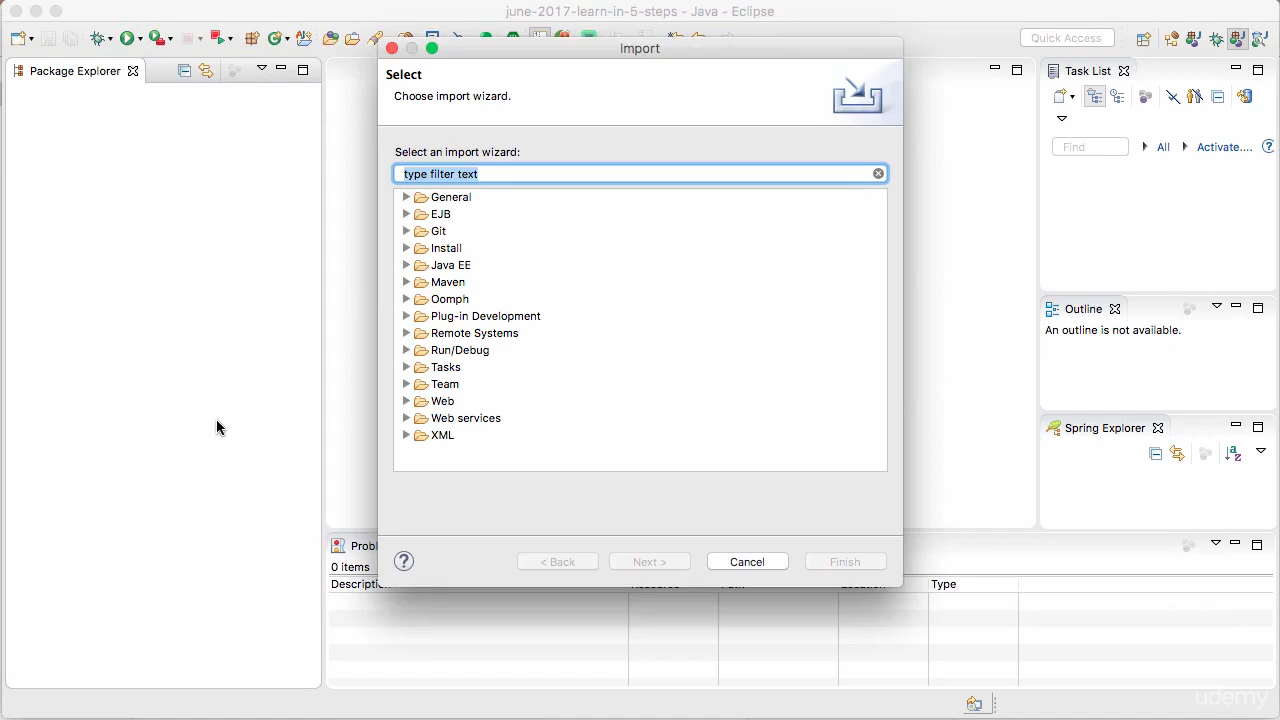 june-2017-learn-in-5-steps - Java - Eclipse
Quick Access
Package Explorer
Import
Select
Choose import wizard.
Select an import wizard:
type filter text
General
EJB
Git
Install
Java EE
Maven
Oomph
Plug-in Development
Remote Systems
Run/Debug
Tasks
Team
Web
Web services
XML
?
< Back
Next >
Cancel
Finish
Task List
Find
All
Activate....
?
Outline
An outline is not available.
Spring Explorer
Probl
0 items
Type
udemy